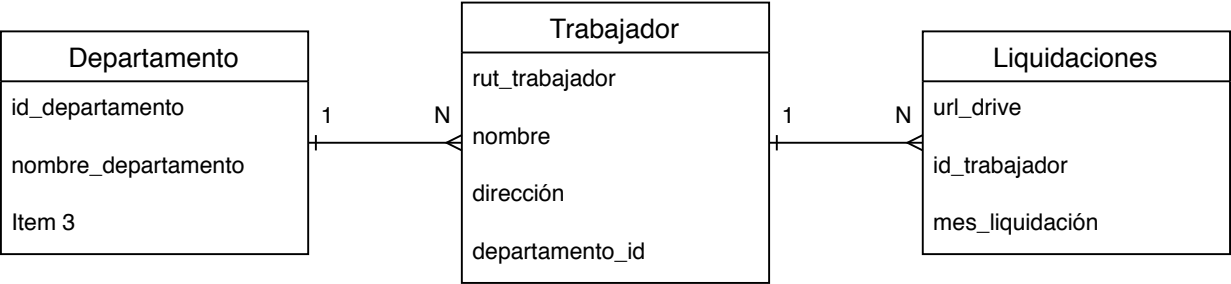 Departamento
id_departamento
nombre_departamento
Item 3
1
N
Trabajador
rut_trabajador
nombre
dirección
departamento_id
1
N
Liquidaciones
url_drive
id_trabajador
mes_liquidación